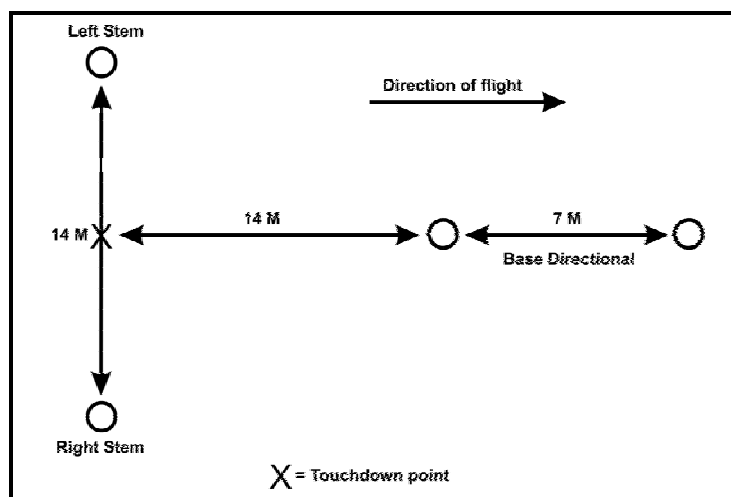 Left Stem
Direction of flight
14 M
14 M
7 M
Base Directional
Right Stem
X = Touchdown point